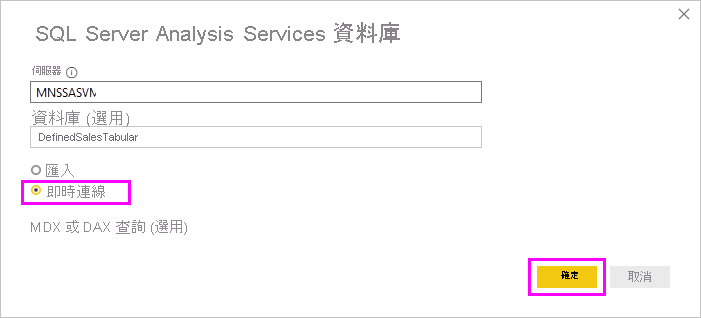 SQL Server Analysis Services 資料庫
伺服器
MNSSASVM
資料庫 (選用)
DefinedSalesTabular
匯入
即時連線
MDX 或 DAX 查詢 (選用)
確定
取消